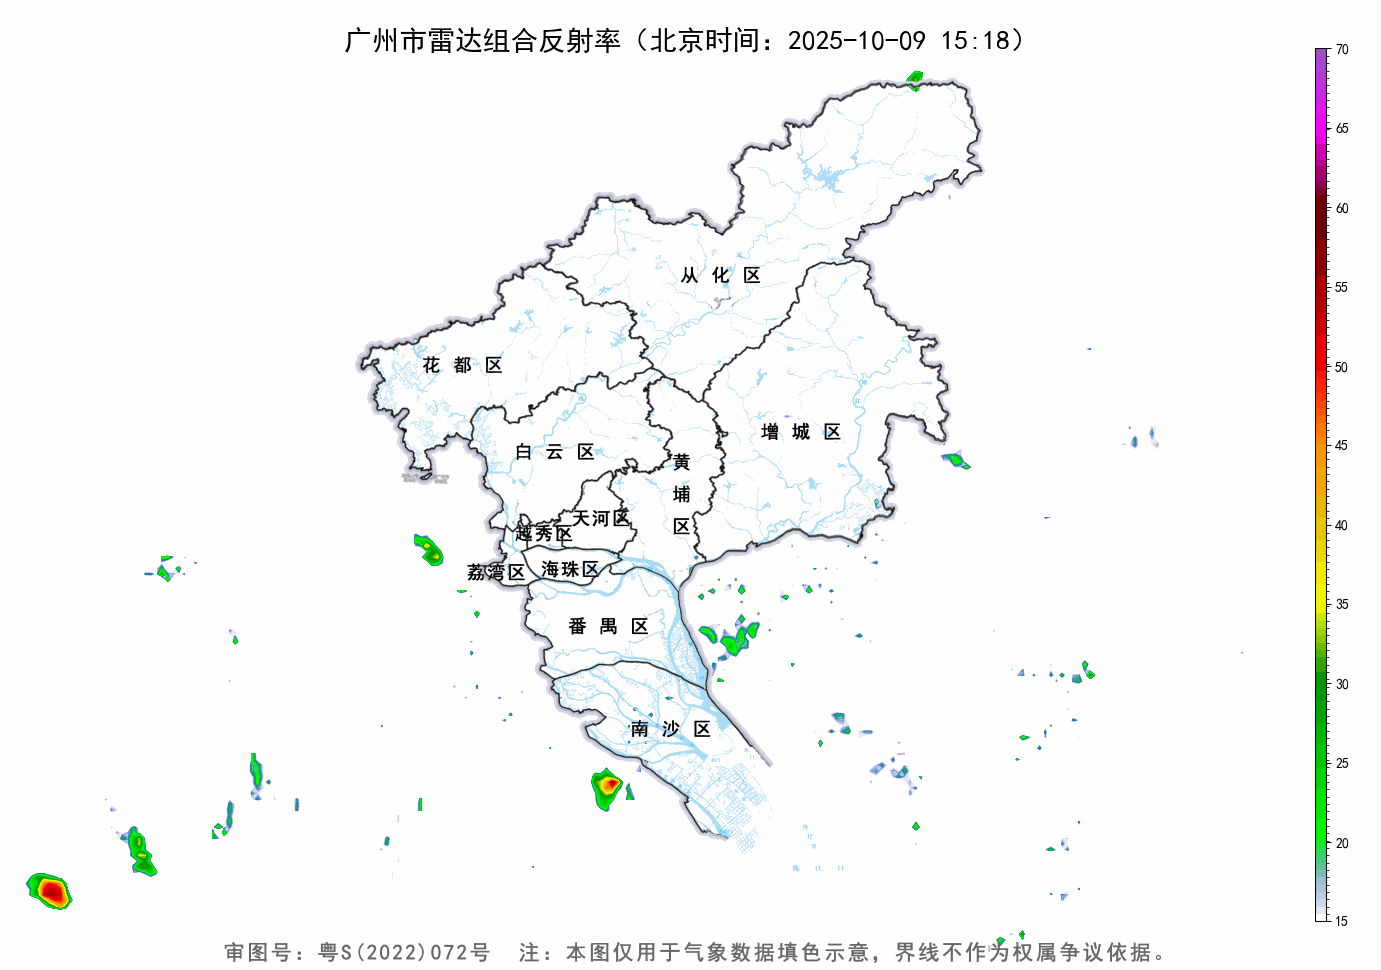 广州市雷达组合反射率（北京时间：2025-10-09 15:18）
70
65
60
55
50
45
40
35
30
25
20
15
从化区
花都区
增城区
白云区
黄埔区
天河区
越秀区
海珠区
荔湾区
番禺区
南沙区
审图号：粤S(2022)072号 注：本图仅用于气象数据填色示意，界线不作为权属争议依据。